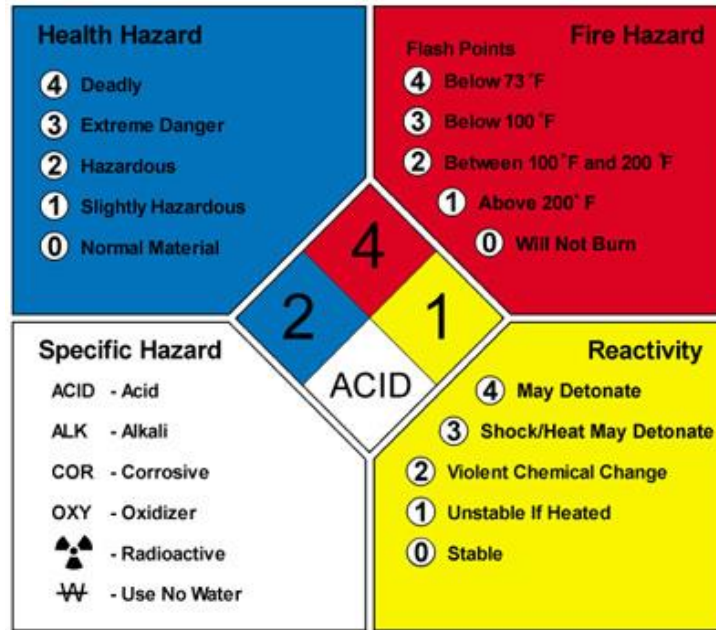 Health Hazard
4 Deadly
3 Extreme Danger
2 Hazardous
1 Slightly Hazardous
0 Normal Material
Fire Hazard
Flash Points
4 Below 73°F
3 Below 100°F
2 Between 100°F and 200°F
1 Above 200°F
0 Will Not Burn
4
2
1
ACID
Specific Hazard
ACID - Acid
ALK - Alkali
COR - Corrosive
OXY - Oxidizer
- Radioactive
W - Use No Water
Reactivity
4 May Detonate
3 Shock/Heat May Detonate
2 Violent Chemical Change
1 Unstable If Heated
0 Stable